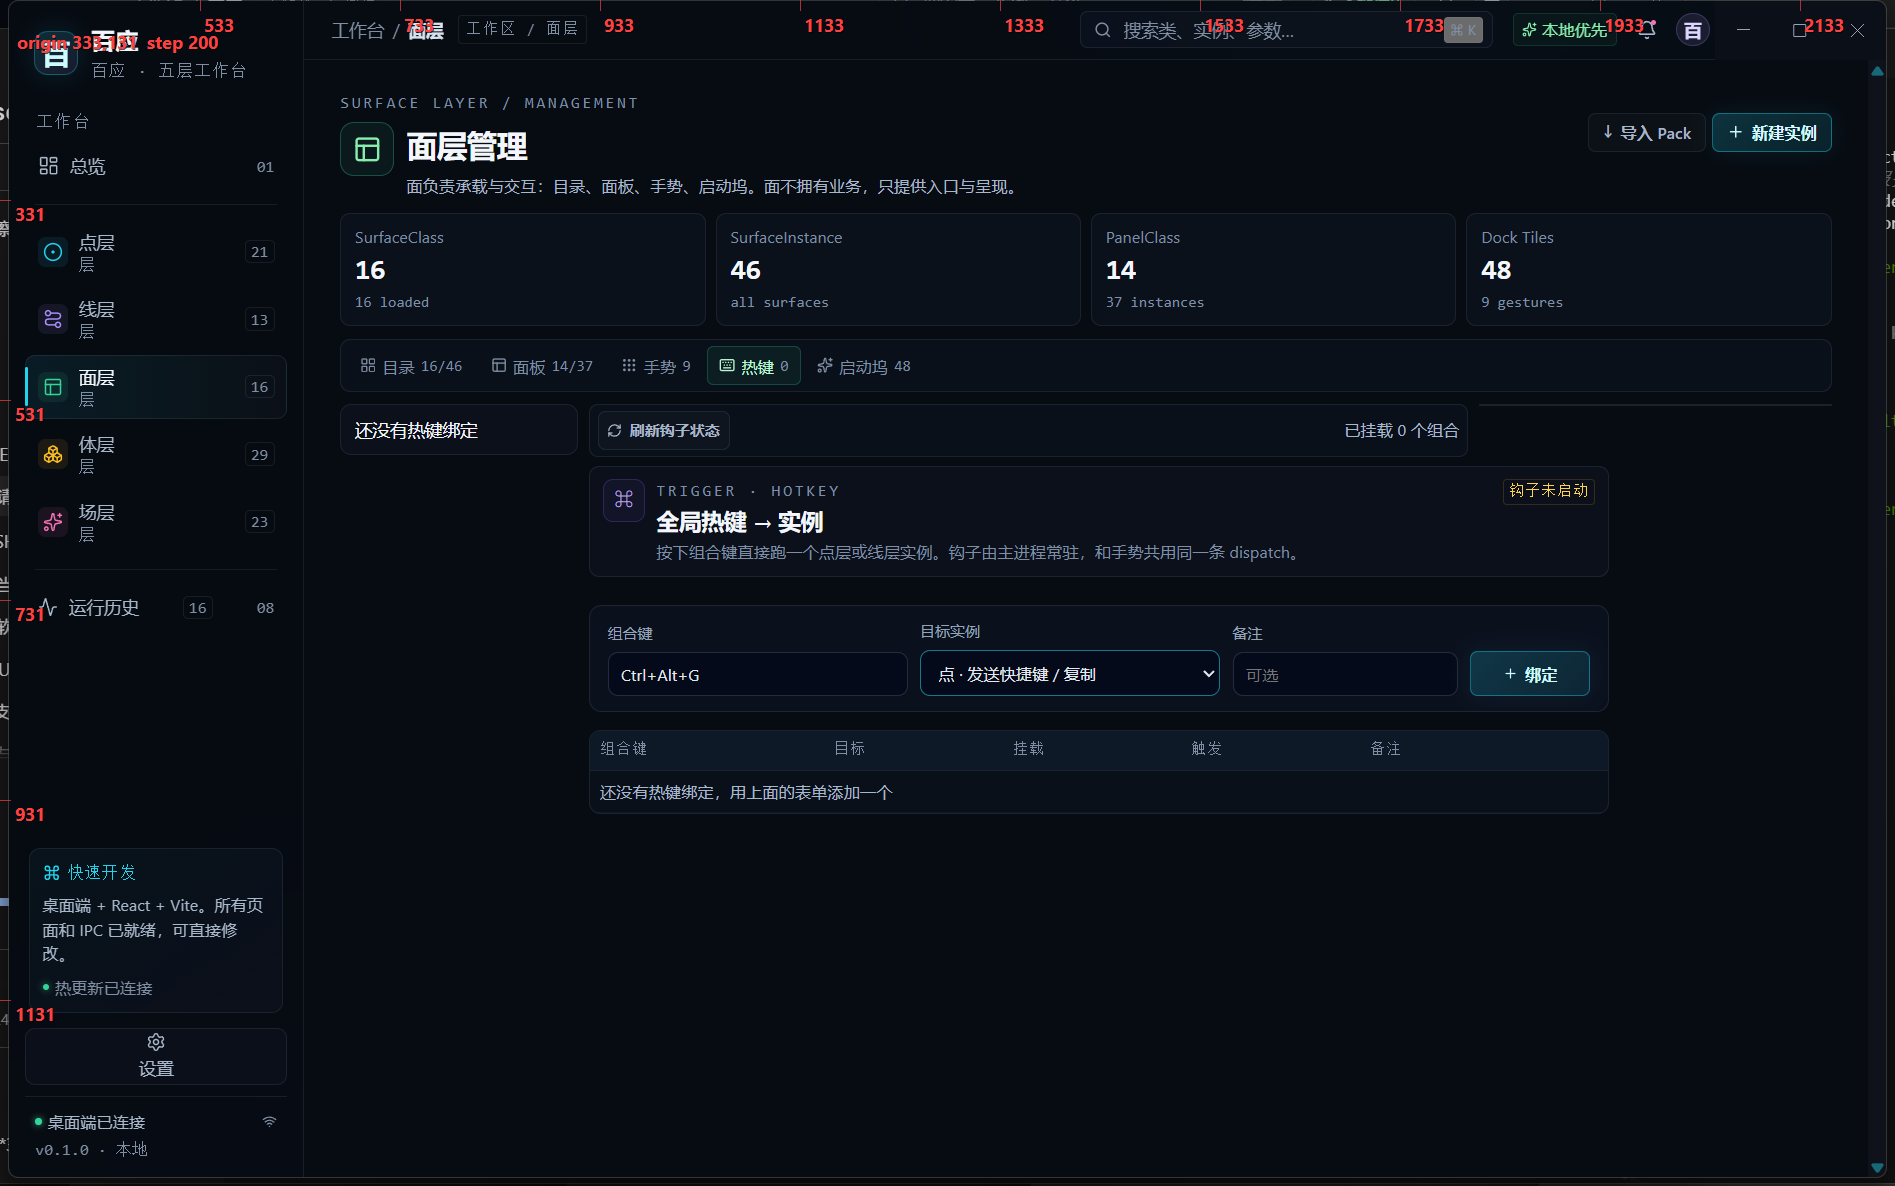 origin 333,131 step 200
533
733
933
1133
1333
1533
1733
1933
2133
331
531
731
931
1131
百
百应
百应 · 五层工作台
工作台 / 面层
工作区 / 面层
搜索类、实例、参数...
⌘ K
本地优先
百
工作台
总览 01
点层
层
21
线层
层
13
面层
层
16
体层
层
29
场层
层
23
运行历史 16 08
⌘ 快速开发
桌面端 + React + Vite。所有页
面和 IPC 已就绪，可直接修
改。
热更新已连接
设置
桌面端已连接
v0.1.0 · 本地
SURFACE LAYER / MANAGEMENT
面层管理
面负责承载与交互：目录、面板、手势、启动坞。面不拥有业务，只提供入口与呈现。
↓ 导入 Pack
+ 新建实例
SurfaceClass
16
16 loaded
SurfaceInstance
46
all surfaces
PanelClass
14
37 instances
Dock Tiles
48
9 gestures
目录 16/46
面板 14/37
手势 9
热键 0
启动坞 48
还没有热键绑定
刷新钩子状态
已挂载 0 个组合
⌘
TRIGGER · HOTKEY
全局热键 → 实例
按下组合键直接跑一个点层或线层实例。钩子由主进程常驻，和手势共用同一条 dispatch。
钩子未启动
组合键
Ctrl+Alt+G
目标实例
点 · 发送快捷键 / 复制
备注
可选
+ 绑定
组合键 目标 挂载 触发 备注
还没有热键绑定，用上面的表单添加一个